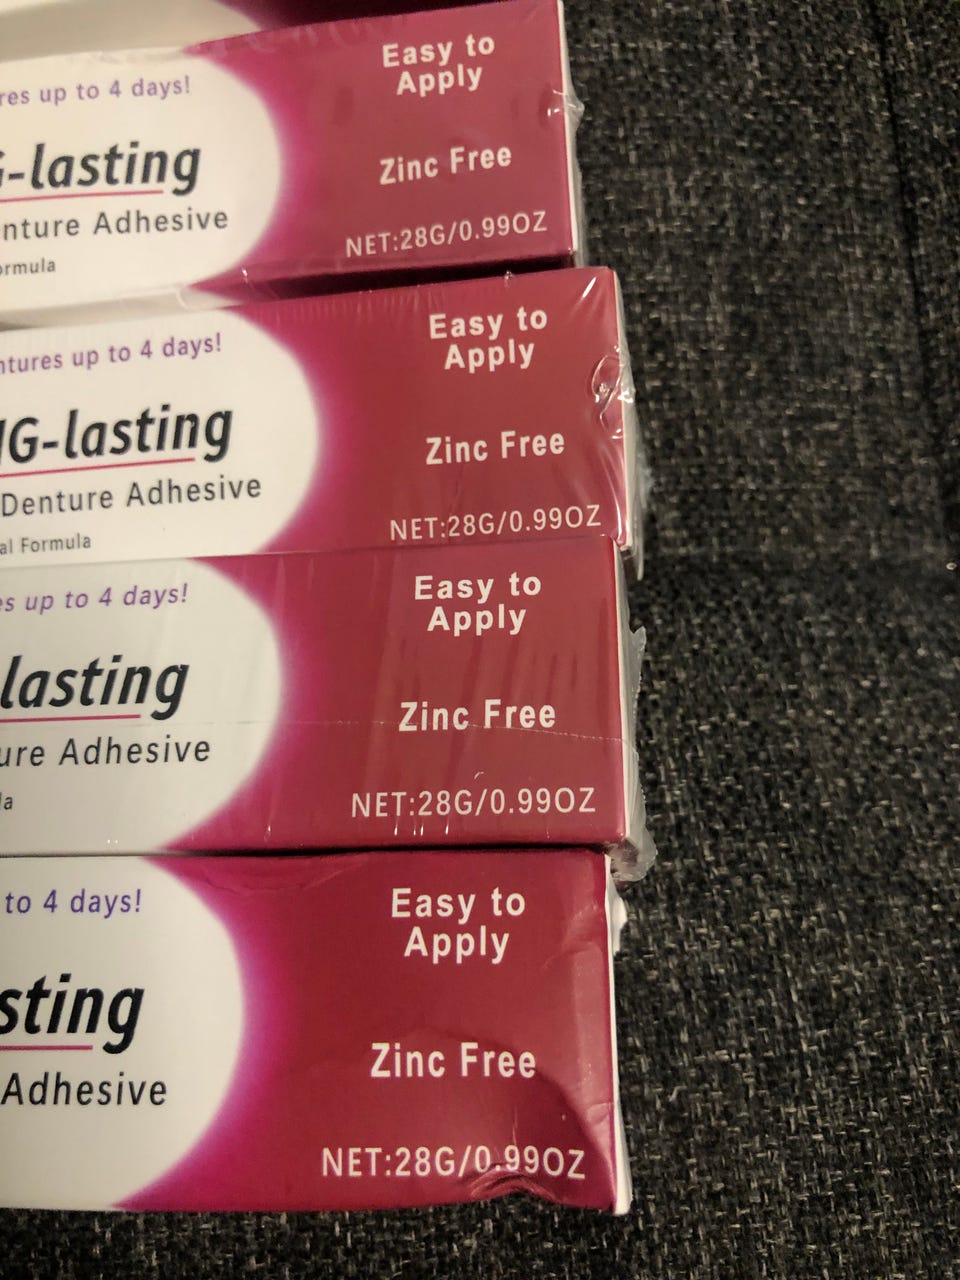 res up to 4 days!
G-lasting
nture Adhesive
ormula
Easy to
Apply
Zinc Free
NET:28G/0.99OZ
ntures up to 4 days!
NG-lasting
Denture Adhesive
al Formula
Easy to
Apply
Zinc Free
NET:28G/0.99OZ
es up to 4 days!
lasting
ure Adhesive
la
Easy to
Apply
Zinc Free
NET:28G/0.99OZ
to 4 days!
sting
Adhesive
Easy to
Apply
Zinc Free
NET:28G/0.99OZ